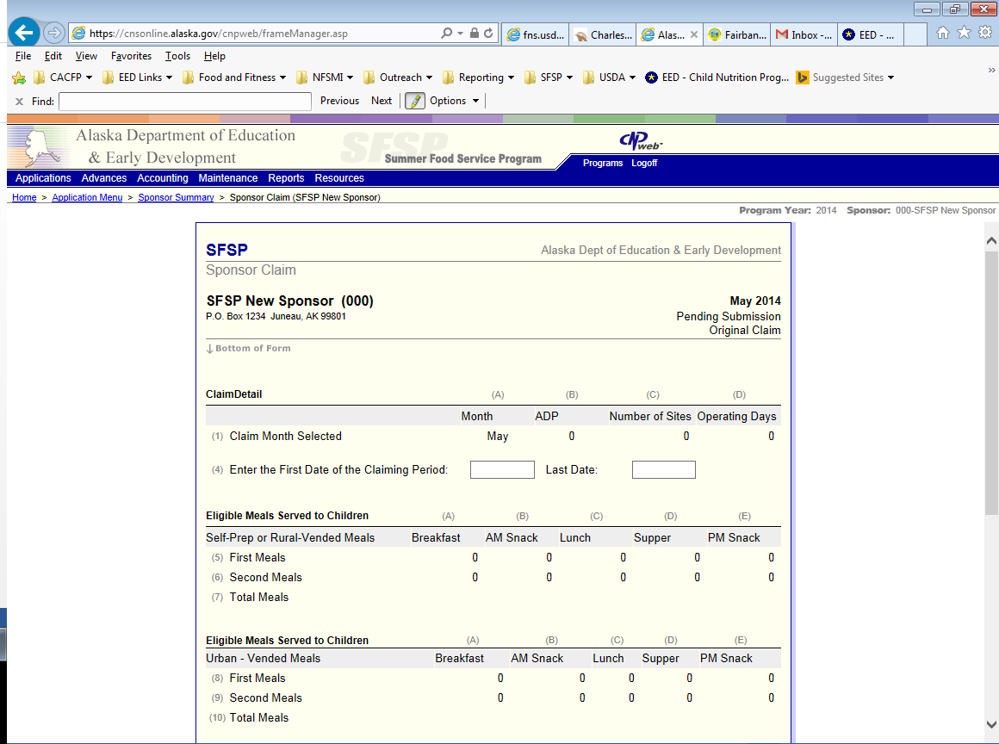 https://cnsonline.alaska.gov/cnpweb/frameManager.asp
fns.usd... Charles... Alas... Fairban... Inbox -... EED - ...
File Edit View Favorites Tools Help
CACFP EED Links Food and Fitness NFSMI Outreach Reporting SFSP USDA EED - Child Nutrition Prog... Suggested Sites
Find: Previous Next Options
Alaska Department of Education
& Early Development
SFSP
Summer Food Service Program
CNP web
Programs Logoff
Applications Advances Accounting Maintenance Reports Resources
Home > Application Menu > Sponsor Summary > Sponsor Claim (SFSP New Sponsor)
Program Year: 2014 Sponsor: 000-SFSP New Sponsor
SFSP Alaska Dept of Education & Early Development
Sponsor Claim
SFSP New Sponsor (000) May 2014
P.O. Box 1234 Juneau, AK 99801 Pending Submission
Original Claim
↓ Bottom of Form
ClaimDetail (A) (B) (C) (D)
Month ADP Number of Sites Operating Days
(1) Claim Month Selected May 0 0 0
(4) Enter the First Date of the Claiming Period: Last Date:
Eligible Meals Served to Children (A) (B) (C) (D) (E)
Self-Prep or Rural-Vended Meals Breakfast AM Snack Lunch Supper PM Snack
(5) First Meals 0 0 0 0 0
(6) Second Meals 0 0 0 0 0
(7) Total Meals
Eligible Meals Served to Children (A) (B) (C) (D) (E)
Urban - Vended Meals Breakfast AM Snack Lunch Supper PM Snack
(8) First Meals 0 0 0 0 0
(9) Second Meals 0 0 0 0 0
(10) Total Meals